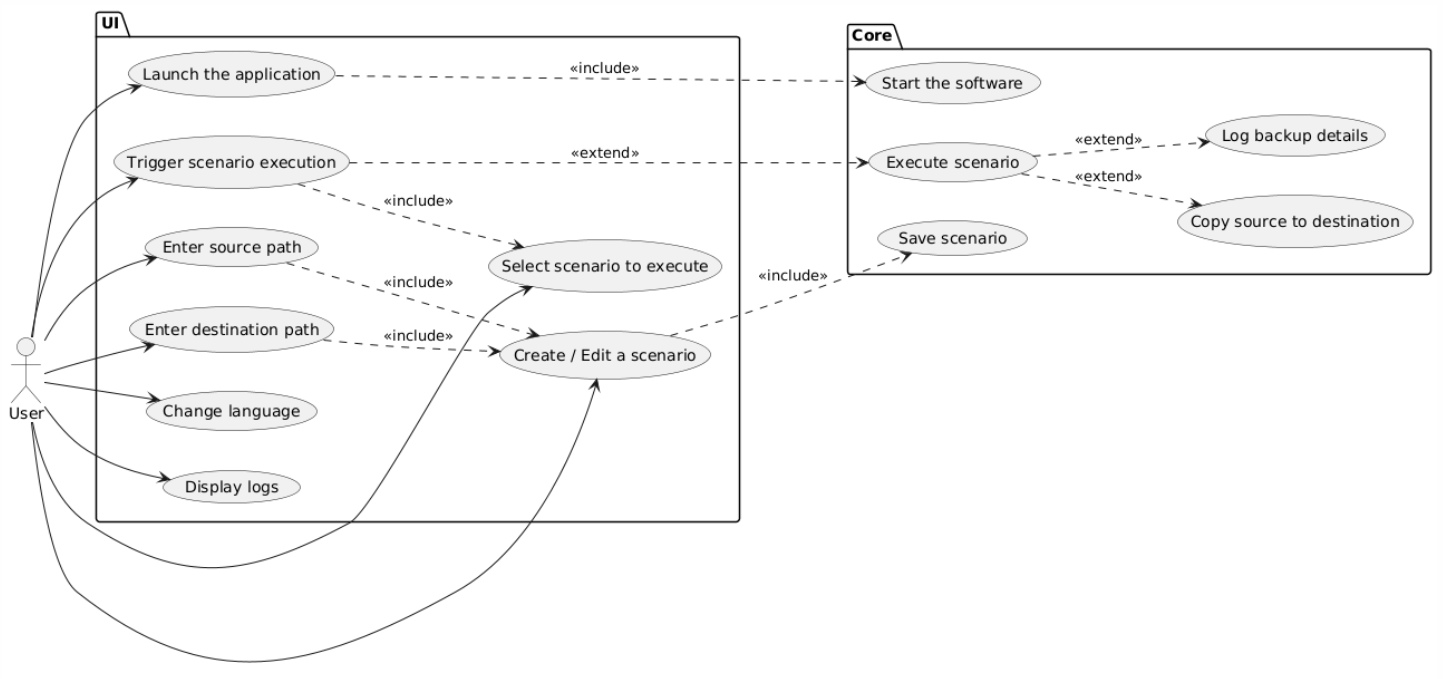 UI
Core
Launch the application
«include»
Start the software
Trigger scenario execution
«extend»
Execute scenario
«extend»
Log backup details
«extend»
Copy source to destination
«include»
Enter source path
Select scenario to execute
Save scenario
«include»
«include»
Enter destination path
«include»
Create / Edit a scenario
User
Change language
Display logs